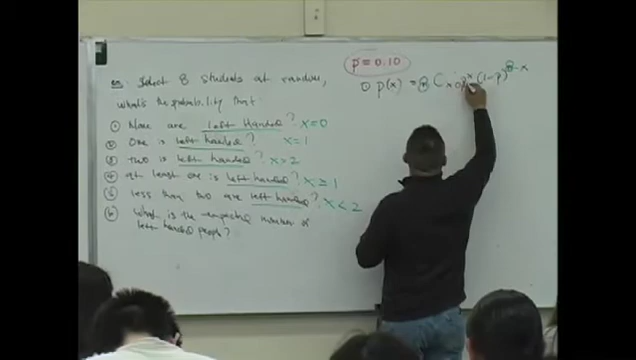 ex. Select 8 students at random,
what's the probability that:
① None are left Handed? x=0
② One is left handed? x=1
③ Two is left handed? x=2
④ at least one is left handed? x≥1
⑤ less than two are left handed? x<2
⑥ What is the expected number of
left handed people?
p=0.10
① p(x) = 8Cx p^x (1-p)^8-x